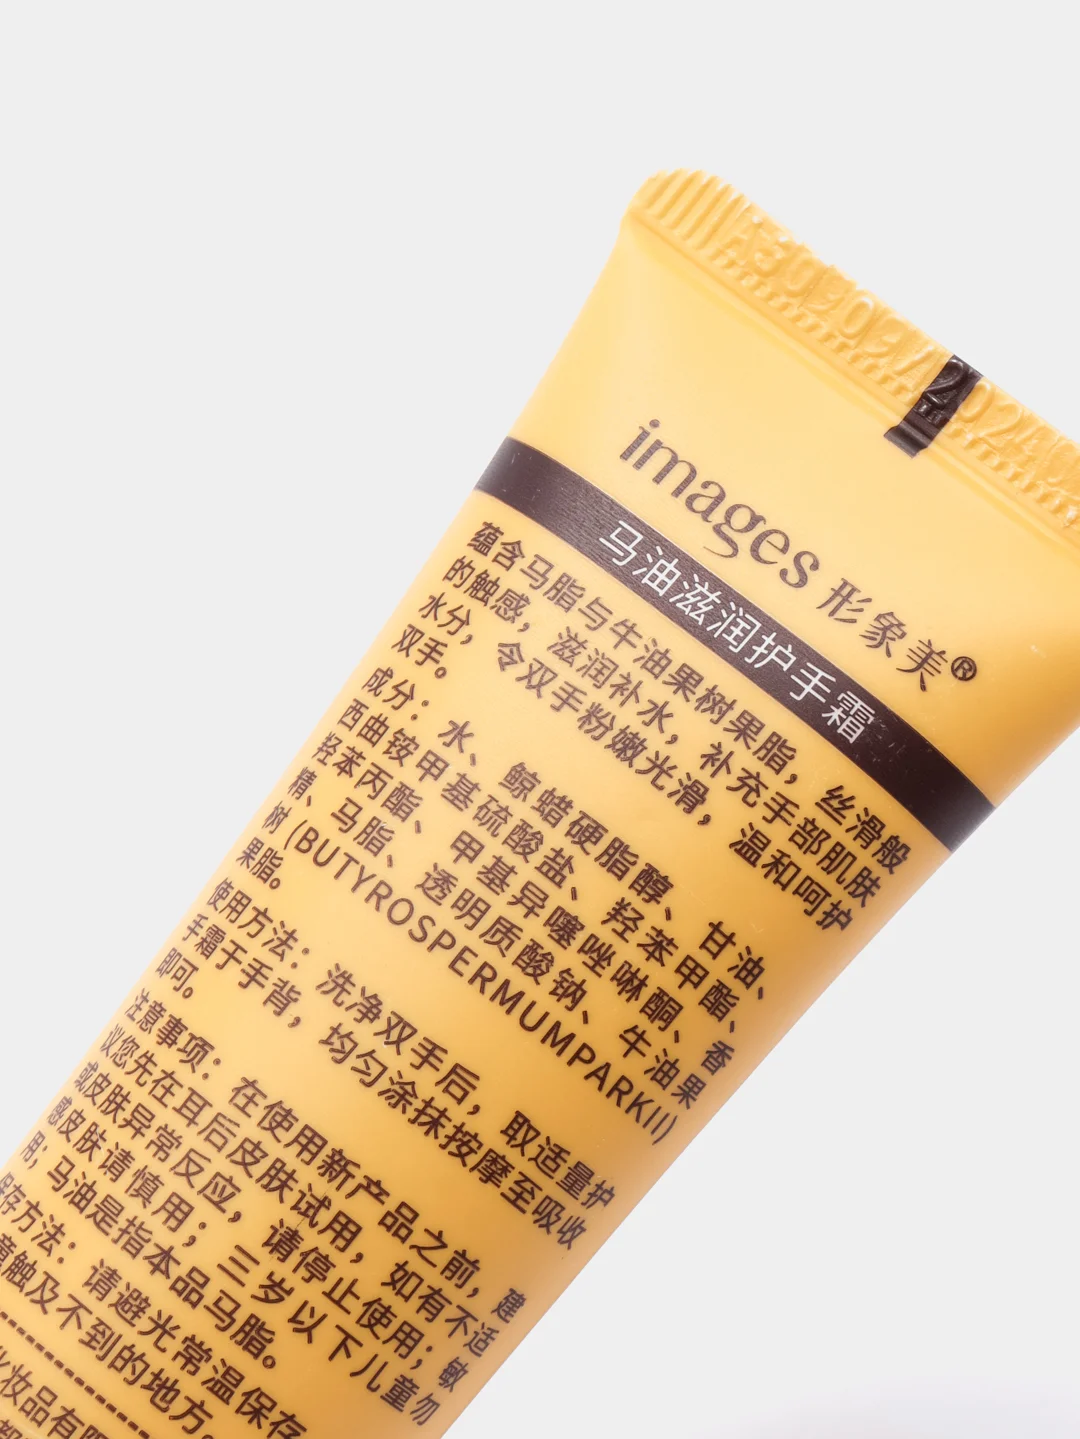 images 形象美®
马油滋润护手霜
蕴含马脂与牛油果树果脂，丝滑般
的触感，滋润补水，补充手部肌肤
水分，令双手粉嫩光滑，温和呵护
双手。
成分：水、鲸蜡硬脂醇、甘油、
西曲铵甲基硫酸盐、羟苯甲酯、
羟苯丙酯、甲基异噻唑啉酮、香
精、马脂、透明质酸钠、牛油果
树(BUTYROSPERMUMPARKII)
果脂。
使用方法：洗净双手后，取适量护
手霜于手背，均匀涂抹按摩至吸收
即可。
注意事项：在使用新产品之前，建
议您先在耳后皮肤试用，如有不适
或皮肤异常反应，请停止使用；敏
感皮肤请慎用；三岁以下儿童勿
用；马油是指本品马脂。
保存方法：请避光常温保存
触及不到的地方。
化妆品有限